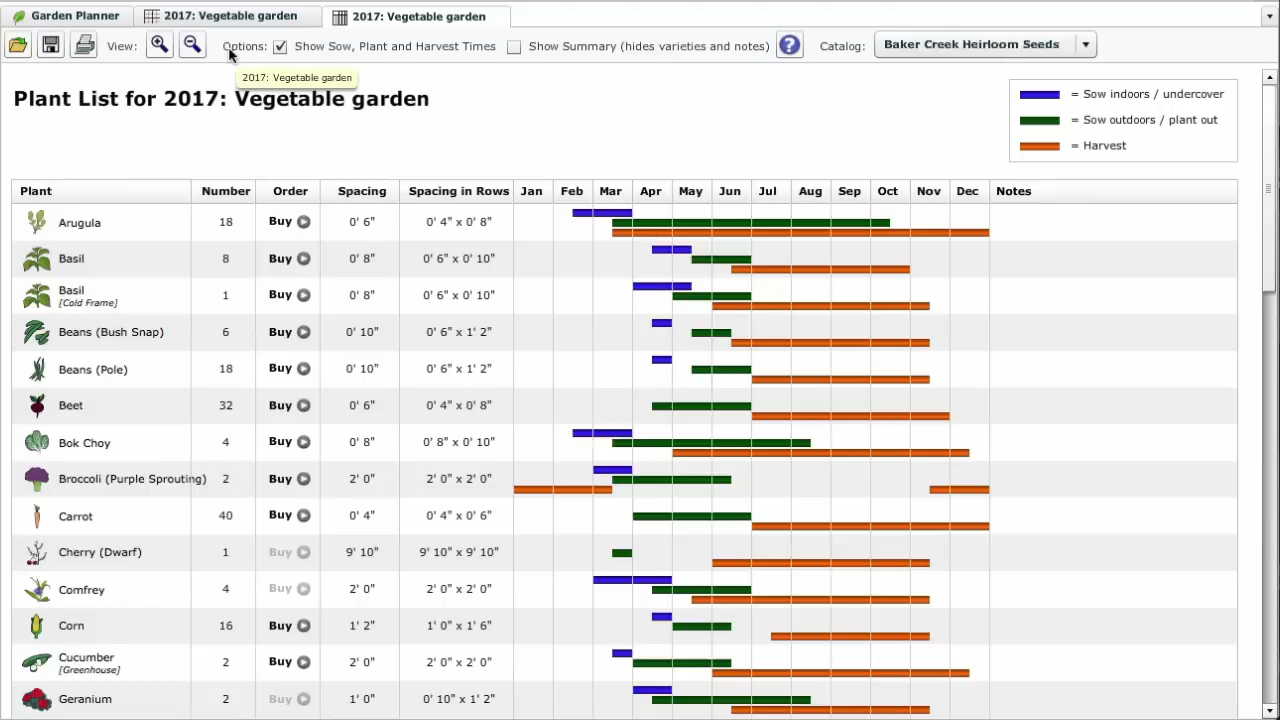 Garden Planner 2017: Vegetable garden 2017: Vegetable garden
View: Options: Show Sow, Plant and Harvest Times Show Summary (hides varieties and notes) ? Catalog: Baker Creek Heirloom Seeds
2017: Vegetable garden
Plant List for 2017: Vegetable garden
= Sow indoors / undercover
= Sow outdoors / plant out
= Harvest
Plant Number Order Spacing Spacing in Rows Jan Feb Mar Apr May Jun Jul Aug Sep Oct Nov Dec Notes
Arugula 18 Buy 0' 6" 0' 4" x 0' 8"
Basil 8 Buy 0' 8" 0' 6" x 0' 10"
Basil 1 Buy 0' 8" 0' 6" x 0' 10"
[Cold Frame]
Beans (Bush Snap) 6 Buy 0' 10" 0' 6" x 1' 2"
Beans (Pole) 18 Buy 0' 10" 0' 6" x 1' 2"
Beet 32 Buy 0' 6" 0' 4" x 0' 8"
Bok Choy 4 Buy 0' 8" 0' 8" x 0' 10"
Broccoli (Purple Sprouting) 2 Buy 2' 0" 2' 0" x 2' 0"
Carrot 40 Buy 0' 4" 0' 4" x 0' 6"
Cherry (Dwarf) 1 Buy 9' 10" 9' 10" x 9' 10"
Comfrey 4 Buy 2' 0" 2' 0" x 2' 0"
Corn 16 Buy 1' 2" 1' 0" x 1' 6"
Cucumber 2 Buy 2' 0" 2' 0" x 2' 0"
[Greenhouse]
Geranium 2 Buy 1' 0" 0' 10" x 1' 2"